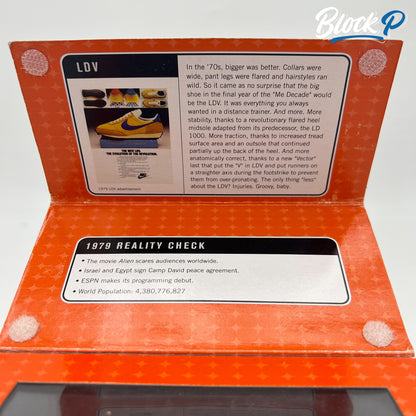 Block P
LDV
In the '70s, bigger was better. Collars were
wide, pant legs were flared and hairstyles ran
wild. So it came as no surprise that the big
shoe in the final year of the "Me Decade" would
be the LDV. It was everything you always
wanted in a distance trainer. And more. More
stability, thanks to a revolutionary flared heel
midsole adapted from its predecessor, the LD
1000. More traction, thanks to increased tread
surface area and an outsole that continued
partially up the back of the heel. And more
anatomically correct, thanks to a new "Vector"
last that put the "V" in LDV and put runners on
a straighter axis during the footstrike to prevent
them from over-pronating. The only thing "less"
about the LDV? Injuries. Groovy, baby.
THE NEW LDV.
THE EVOLUTION OF THE REVOLUTION.
1979 LDV advertisement
1979 REALITY CHECK
• The movie Alien scares audiences worldwide.
• Israel and Egypt sign Camp David peace agreement.
• ESPN makes its programming debut.
• World Population: 4,380,776,827